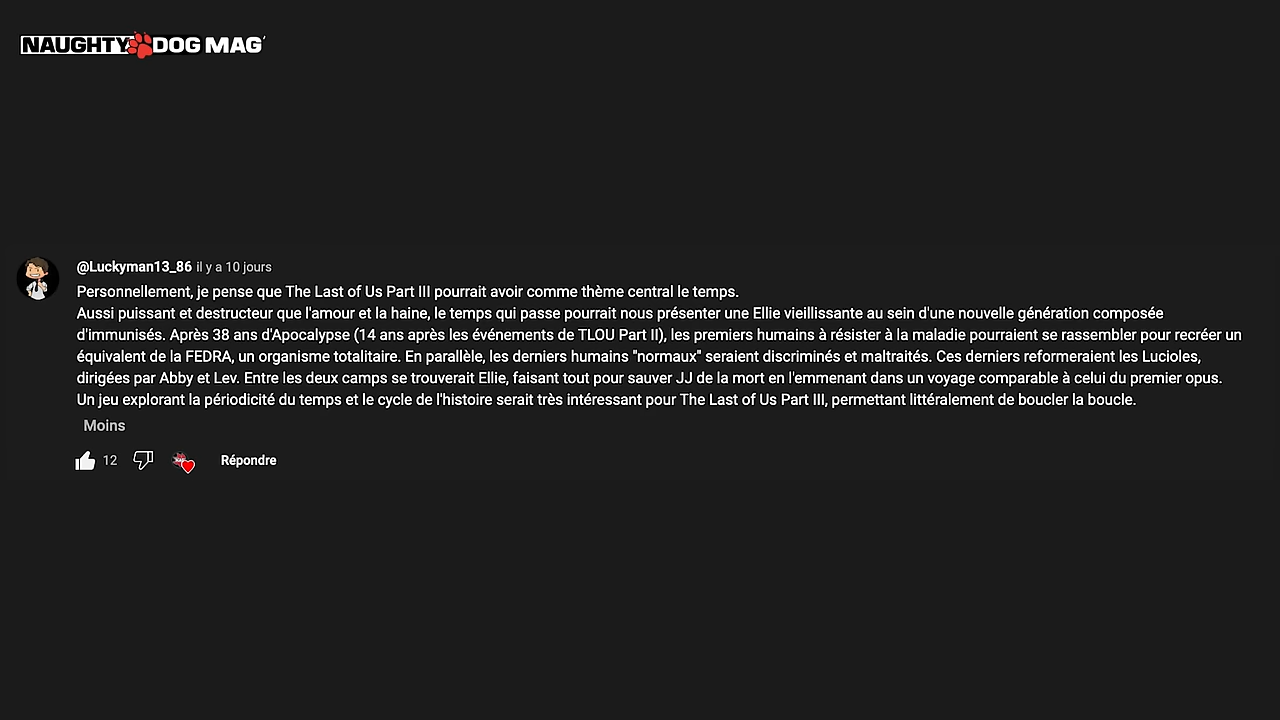 NAUGHTY DOG MAG'
@Luckyman13_86 il y a 10 jours
Personnellement, je pense que The Last of Us Part III pourrait avoir comme thème central le temps.
Aussi puissant et destructeur que l'amour et la haine, le temps qui passe pourrait nous présenter une Ellie vieillissante au sein d'une nouvelle génération composée
d'immunisés. Après 38 ans d'Apocalypse (14 ans après les événements de TLOU Part II), les premiers humains à résister à la maladie pourraient se rassembler pour recréer un
équivalent de la FEDRA, un organisme totalitaire. En parallèle, les derniers humains "normaux" seraient discriminés et maltraités. Ces derniers reformeraient les Lucioles,
dirigées par Abby et Lev. Entre les deux camps se trouverait Ellie, faisant tout pour sauver JJ de la mort en l'emmenant dans un voyage comparable à celui du premier opus.
Un jeu explorant la périodicité du temps et le cycle de l'histoire serait très intéressant pour The Last of Us Part III, permettant littéralement de boucler la boucle.
Moins
12 Répondre